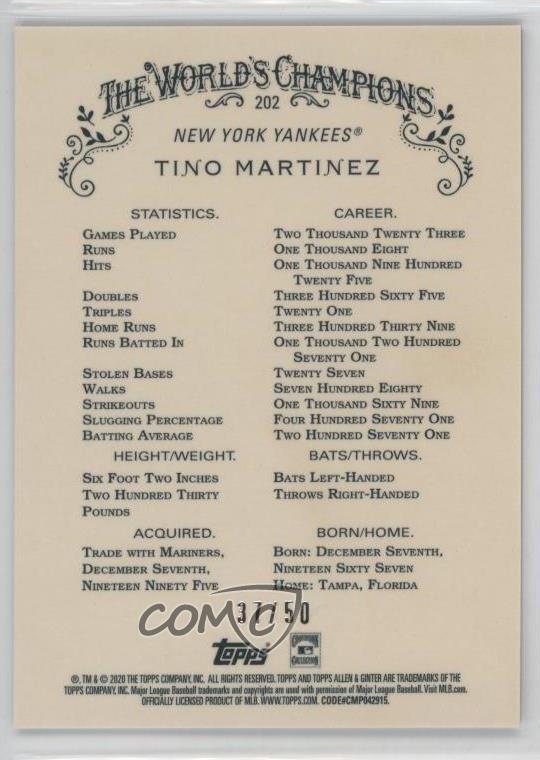 THE WORLD'S CHAMPIONS
202
NEW YORK YANKEES®
TINO MARTINEZ
STATISTICS. CAREER.
GAMES PLAYED TWO THOUSAND TWENTY THREE
RUNS ONE THOUSAND EIGHT
HITS ONE THOUSAND NINE HUNDRED
TWENTY FIVE
DOUBLES THREE HUNDRED SIXTY FIVE
TRIPLES TWENTY ONE
HOME RUNS THREE HUNDRED THIRTY NINE
RUNS BATTED IN ONE THOUSAND TWO HUNDRED
SEVENTY ONE
STOLEN BASES TWENTY SEVEN
WALKS SEVEN HUNDRED EIGHTY
STRIKEOUTS ONE THOUSAND SIXTY NINE
SLUGGING PERCENTAGE FOUR HUNDRED SEVENTY ONE
BATTING AVERAGE TWO HUNDRED SEVENTY ONE
HEIGHT/WEIGHT. BATS/THROWS.
SIX FOOT TWO INCHES BATS LEFT-HANDED
TWO HUNDRED THIRTY THROWS RIGHT-HANDED
POUNDS
ACQUIRED. BORN/HOME.
TRADE WITH MARINERS, BORN: DECEMBER SEVENTH,
DECEMBER SEVENTH, NINETEEN SIXTY SEVEN
NINETEEN NINETY FIVE HOME: TAMPA, FLORIDA
37/50
COMC
Topps
®, TM & © 2020 THE TOPPS COMPANY, INC. ALL RIGHTS RESERVED. TOPPS AND TOPPS ALLEN & GINTER ARE TRADEMARKS OF THE
TOPPS COMPANY, INC. Major League Baseball trademarks and copyrights are used with permission of Major League Baseball. Visit MLB.com.
OFFICIALLY LICENSED PRODUCT OF MLB. WWW.TOPPS.COM. CODE#CMP042915.